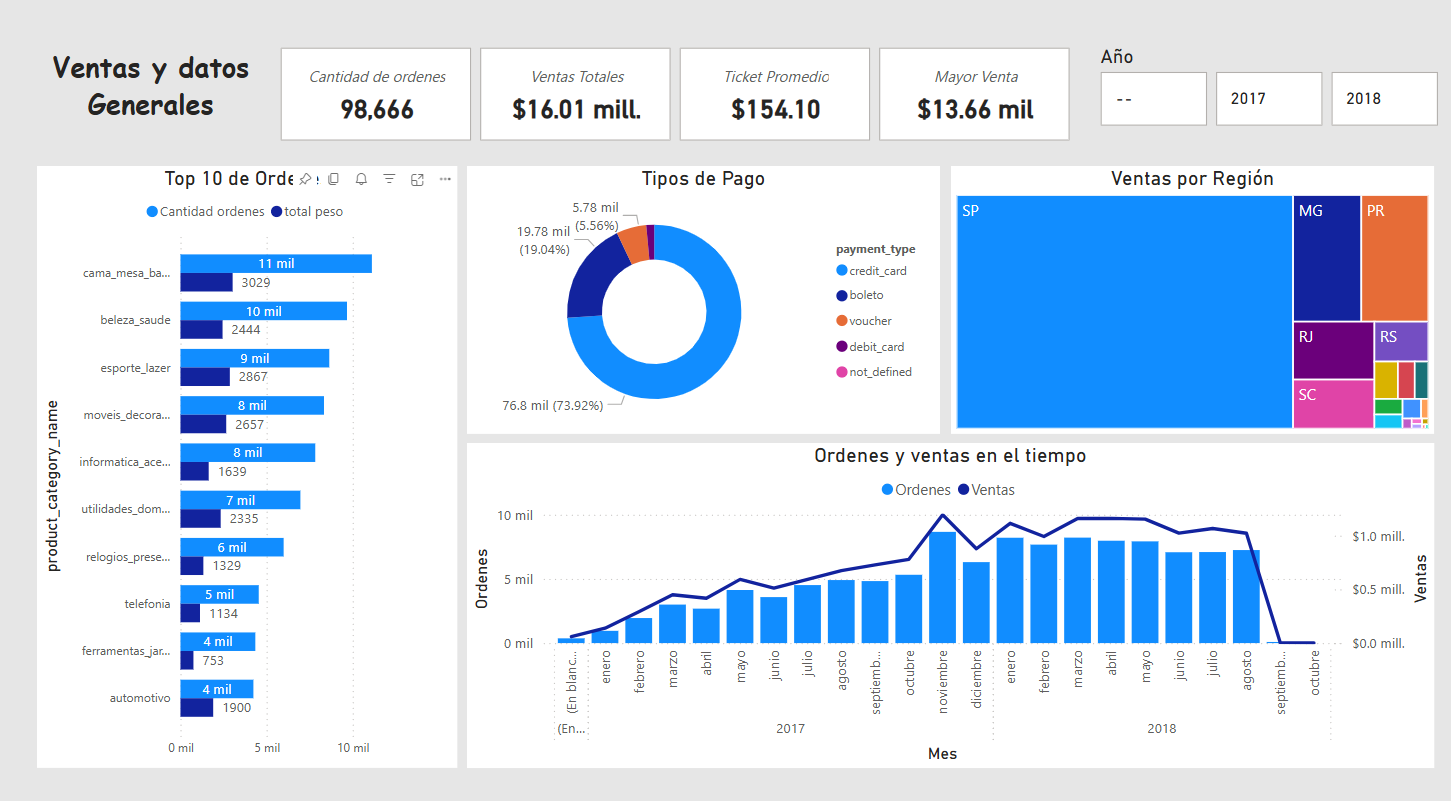 Ventas y datos
Generales
Cantidad de ordenes
98,666
Ventas Totales
$16.01 mill.
Ticket Promedio
$154.10
Mayor Venta
$13.66 mil
Año
--
2017
2018
Top 10 de Orde
Cantidad ordenes
total peso
product_category_name
cama_mesa_ba...
11 mil
3029
beleza_saude
10 mil
2444
esporte_lazer
9 mil
2867
moveis_decora...
8 mil
2657
informatica_ace...
8 mil
1639
utilidades_dom...
7 mil
2335
relogios_prese...
6 mil
1329
telefonia
5 mil
1134
ferramentas_jar...
4 mil
753
automotivo
4 mil
1900
0 mil
5 mil
10 mil
Tipos de Pago
5.78 mil
(5.56%)
19.78 mil
(19.04%)
76.8 mil (73.92%)
payment_type
credit_card
boleto
voucher
debit_card
not_defined
Ventas por Región
SP
MG
PR
RJ
RS
SC
Ordenes y ventas en el tiempo
Ordenes
Ventas
Ordenes
10 mil
5 mil
0 mil
$1.0 mill.
$0.5 mill.
$0.0 mill.
Ventas
(En blanc...
enero
febrero
marzo
abril
mayo
junio
julio
agosto
septiemb...
octubre
noviembre
diciembre
enero
febrero
marzo
abril
mayo
junio
julio
agosto
septiemb...
octubre
(En...
2017
2018
Mes